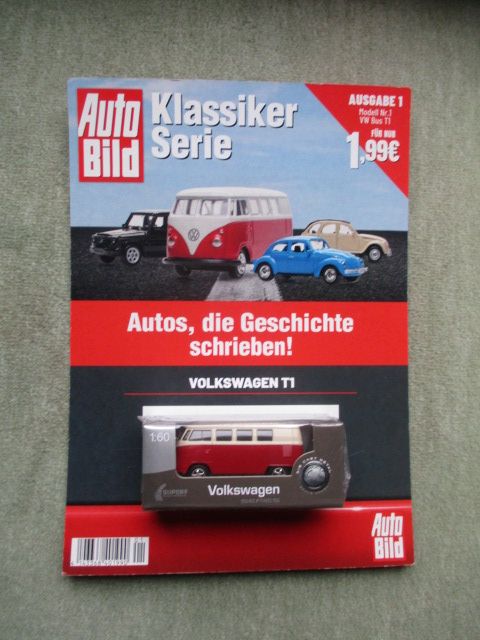 Auto
Bild
Klassiker
Serie
AUSGABE 1
Modell Nr.1
VW Bus T1
FÜR NUR
1,99€
Autos, die Geschichte
schrieben!
VOLKSWAGEN T1
1:60
Volkswagen
Auto
Bild
01